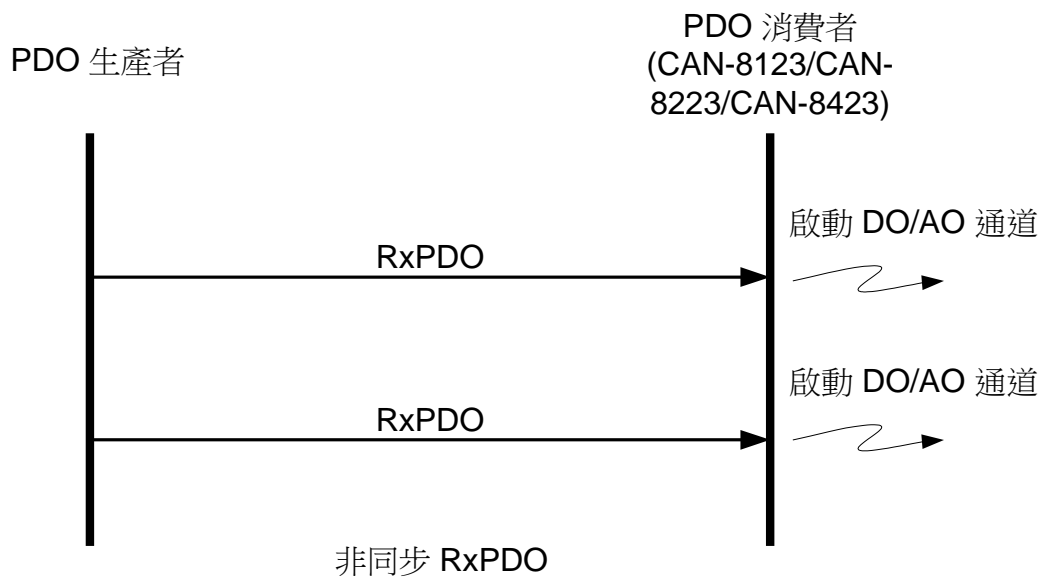 PDO 生產者
PDO 消費者
(CAN-8123/CAN-
8223/CAN-8423)
啟動 DO/AO 通道
RxPDO
啟動 DO/AO 通道
RxPDO
非同步 RxPDO